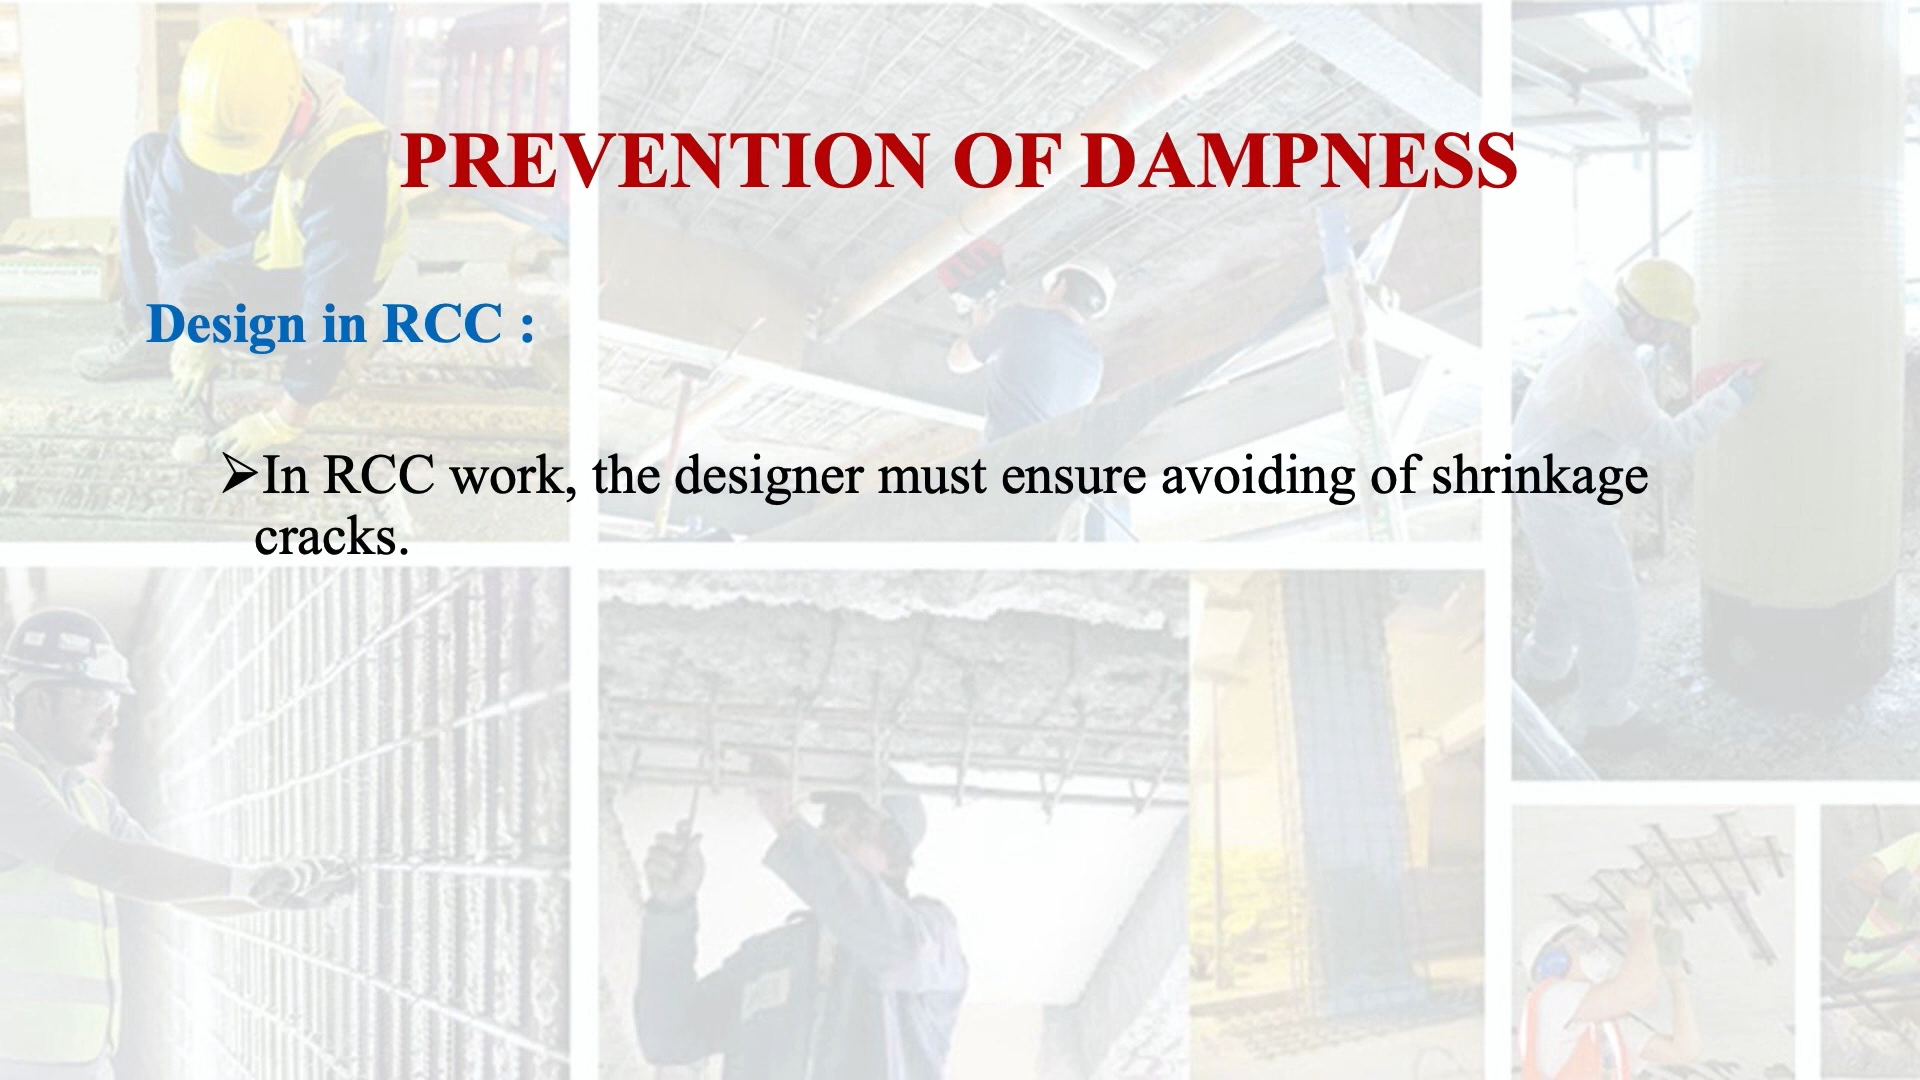 PREVENTION OF DAMPNESS
Design in RCC :
➢In RCC work, the designer must ensure avoiding of shrinkage
cracks.